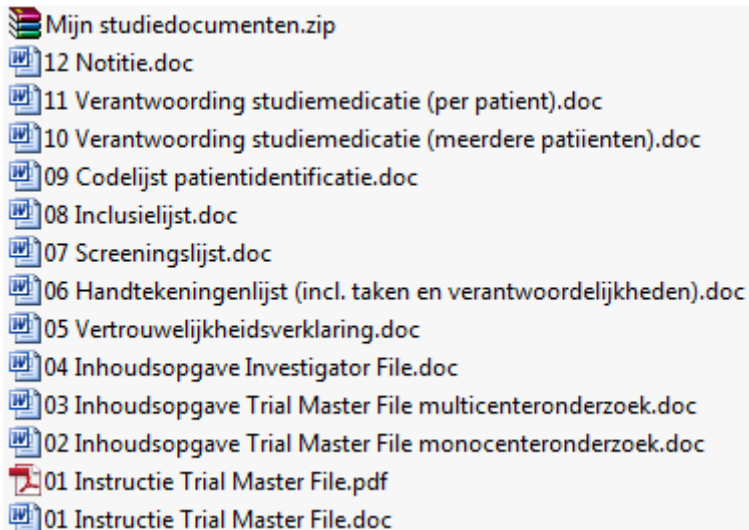 Mijn studiedocumenten.zip
12 Notitie.doc
11 Verantwoording studiemedicatie (per patient).doc
10 Verantwoording studiemedicatie (meerdere patiienten).doc
09 Codelijst patientidentificatie.doc
08 Inclusielijst.doc
07 Screeningslijst.doc
06 Handtekeningenlijst (incl. taken en verantwoordelijkheden).doc
05 Vertrouwelijkheidsverklaring.doc
04 Inhoudsopgave Investigator File.doc
03 Inhoudsopgave Trial Master File multicenteronderzoek.doc
02 Inhoudsopgave Trial Master File monocenteronderzoek.doc
01 Instructie Trial Master File.pdf
01 Instructie Trial Master File.doc